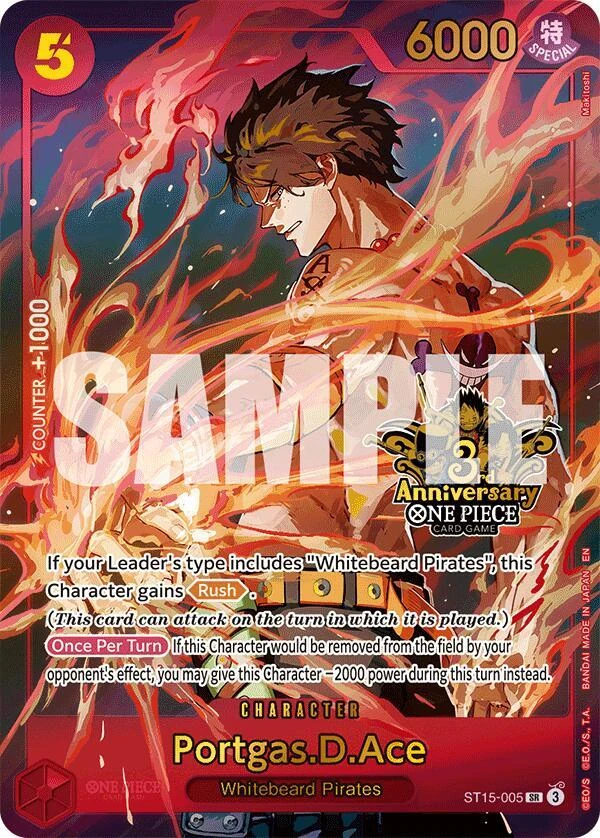 5
6000
特
SPECIAL
Makitoshi
COUNTER +1000
SAMPLE
3rd
Anniversary
ONE PIECE
CARD GAME
If your Leader's type includes "Whitebeard Pirates", this
Character gains Rush.
(This card can attack on the turn in which it is played.)
Once Per Turn If this Character would be removed from the field by your
opponent's effect, you may give this Character −2000 power during this turn instead.
CHARACTER
Portgas.D.Ace
Whitebeard Pirates
ONE PIECE
CARD GAME
ST15-005 SR 3
©E.O/S ©E.O./S., T.A. BANDAI MADE IN JAPAN EN